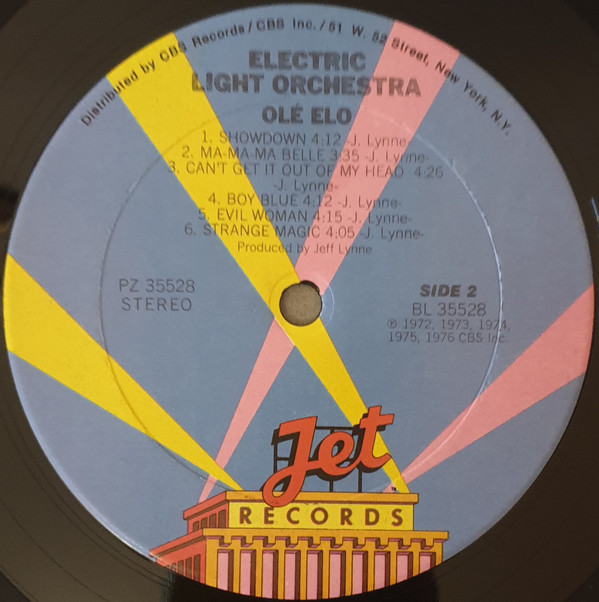 Distributed by CBS Records/CBS Inc./51 W. 52 Street, New York, N.Y.
ELECTRIC
LIGHT ORCHESTRA
OLÉ ELO
1. SHOWDOWN 4:12 -J. Lynne-
2. MA-MA-MA BELLE 3:35 -J. Lynne-
3. CAN'T GET IT OUT OF MY HEAD 4:26
-J. Lynne-
4. BOY BLUE 4:12 -J. Lynne-
5. EVIL WOMAN 4:15 -J. Lynne-
6. STRANGE MAGIC 4:05 -J. Lynne-
Produced by Jeff Lynne
PZ 35528
STEREO
SIDE 2
BL 35528
℗ 1972, 1973, 1974,
1975, 1976 CBS Inc.
Jet
RECORDS